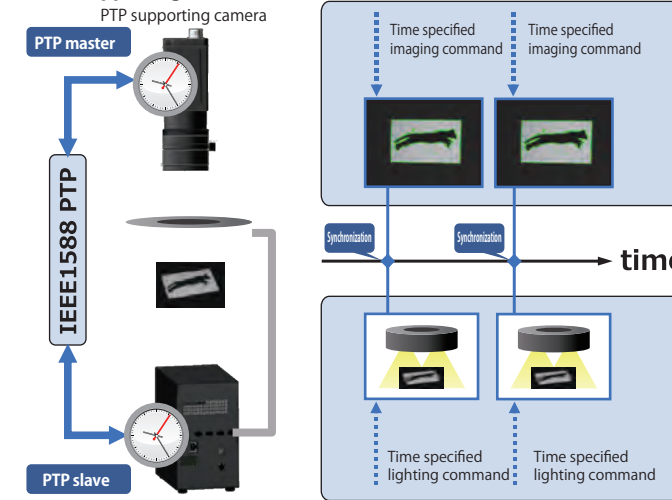 PTP supporting camera
PTP master
IEEE1588 PTP
PTP slave
Time specified
imaging command
Time specified
imaging command
Synchronization
Synchronization
Time specified
lighting command
Time specified
lighting command